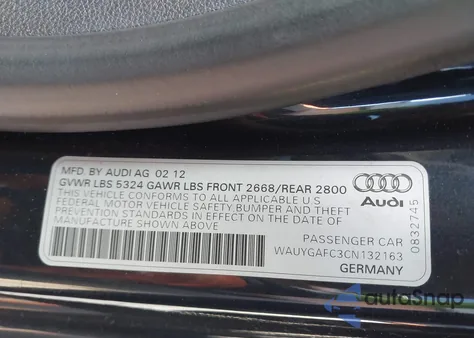 MFD. BY AUDI AG 02 12
GVWR LBS 5324 GAWR LBS FRONT 2668/REAR 2800
THIS VEHICLE CONFORMS TO ALL APPLICABLE U S
FEDERAL MOTOR VEHICLE SAFETY,BUMPER AND THEFT
PREVENTION STANDARDS IN EFFECT ON THE DATE OF
MANUFACTURE SHOWN ABOVE
Audi
0832745
PASSENGER CAR
WAUYGAFC3CN132163
GERMANY
autoSnap